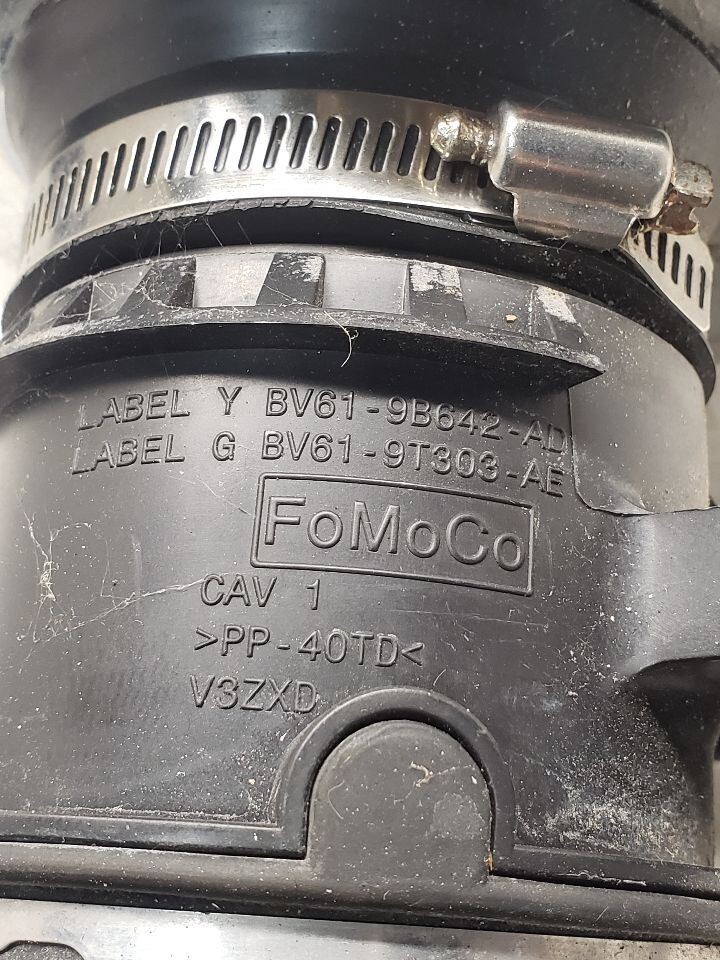 LABEL Y BV61-9B642-AD
LABEL G BV61-9T303-AE
FoMoCo
CAV 1
>PP-40TD<
V3ZXD